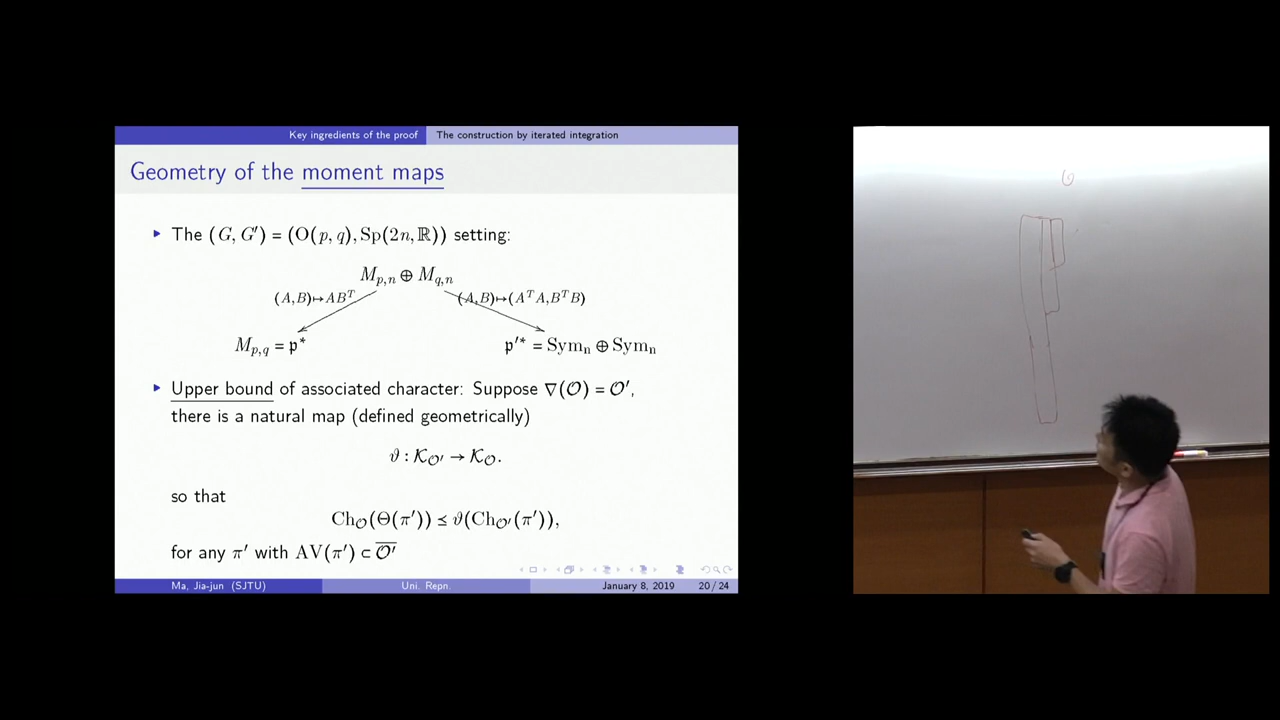 Key ingredients of the proof The construction by iterated integration
Geometry of the moment maps
The (G, G′) = (O(p, q), Sp(2n, ℝ)) setting:
M_{p,n} ⊕ M_{q,n}
(A,B)↦AB^T (A,B)↦(A^T A,B^T B)
M_{p,q} = 𝔭* 𝔭′* = Sym_n ⊕ Sym_n
Upper bound of associated character: Suppose ∇(𝒪) = 𝒪′,
there is a natural map (defined geometrically)
ϑ : 𝒦_{𝒪′} → 𝒦_𝒪.
so that
Ch_𝒪(Θ(π′)) ≤ ϑ(Ch_{𝒪′}(π′)),
for any π′ with AV(π′) ⊂ \overline{𝒪′}
Ma, Jia-jun (SJTU) Uni. Repn. January 8, 2019 20 / 24